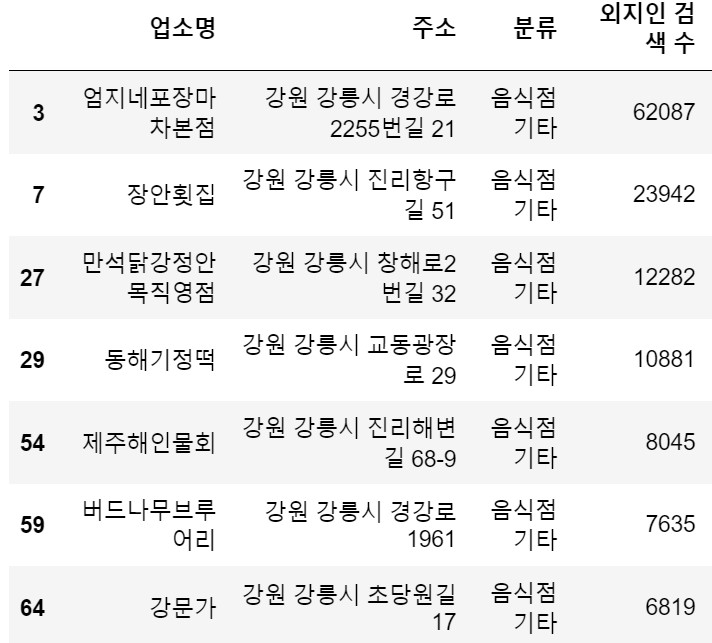 업소명 주소 분류 외지인 검
색 수
3 엄지네포장마 강원 강릉시 경강로 음식점 62087
차본점 2255번길 21 기타
7 장안횟집 강원 강릉시 진리항구 음식점 23942
길 51 기타
27 만석닭강정안 강원 강릉시 창해로2 음식점 12282
목직영점 번길 32 기타
29 동해기정떡 강원 강릉시 교동광장 음식점 10881
로 29 기타
54 제주해인물회 강원 강릉시 진리해변 음식점 8045
길 68-9 기타
59 버드나무브루 강원 강릉시 경강로 음식점 7635
어리 1961 기타
64 강문가 강원 강릉시 초당원길 음식점 6819
17 기타